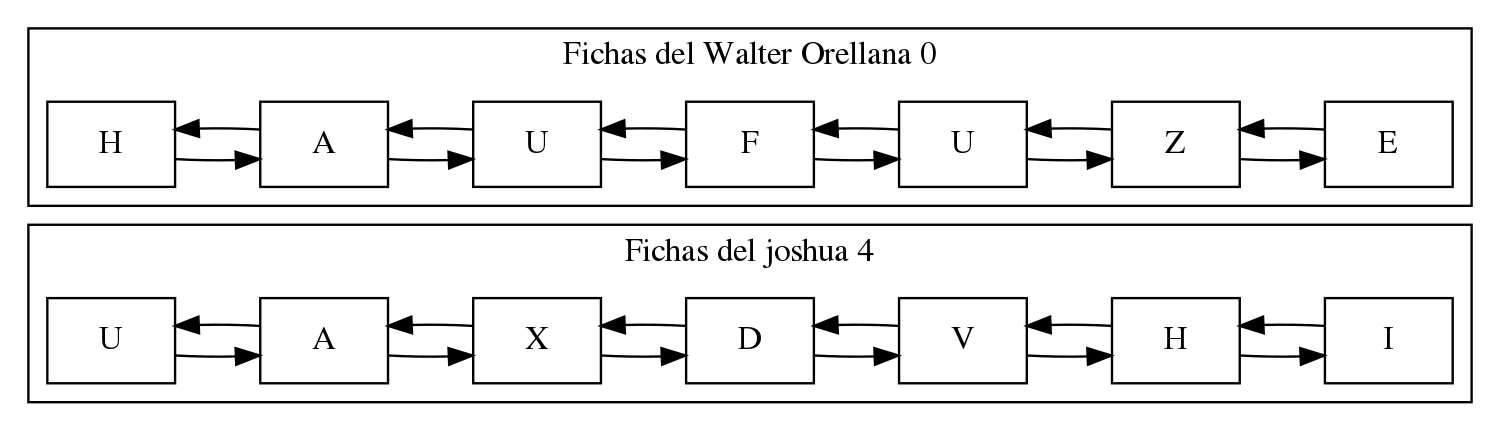 Fichas del Walter Orellana 0
H A U F U Z E
Fichas del joshua 4
U A X D V H I